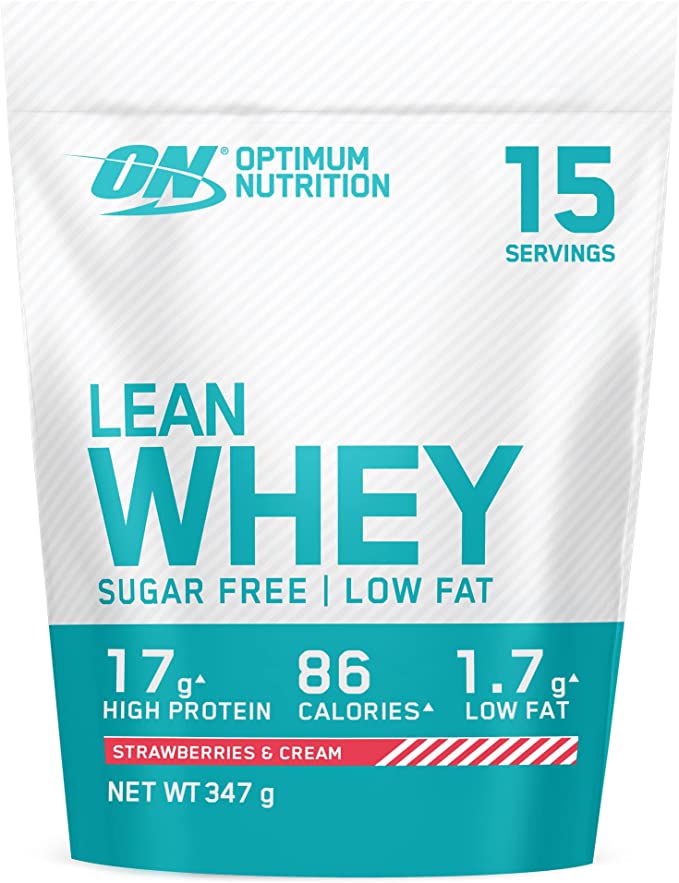 ON® OPTIMUM
NUTRITION
15
SERVINGS
LEAN
WHEY
SUGAR FREE | LOW FAT
17g▲ 86 1.7g▲
HIGH PROTEIN CALORIES▲ LOW FAT
STRAWBERRIES & CREAM
NET WT 347 g